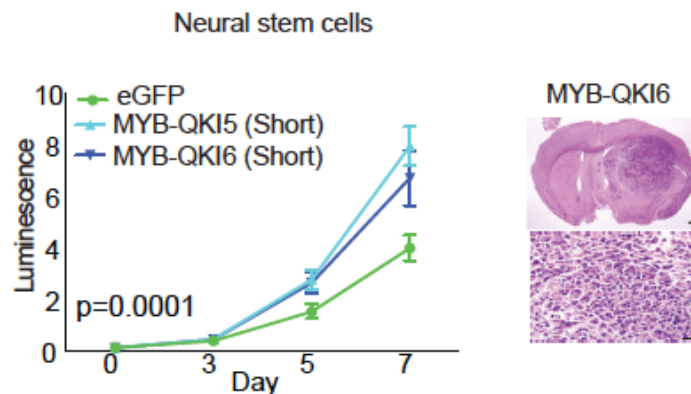 Neural stem cells
eGFP
MYB-QKI5 (Short)
MYB-QKI6 (Short)
Luminescence
10
8
6
4
2
0
p=0.0001
0 3 5 7
Day
MYB-QKI6